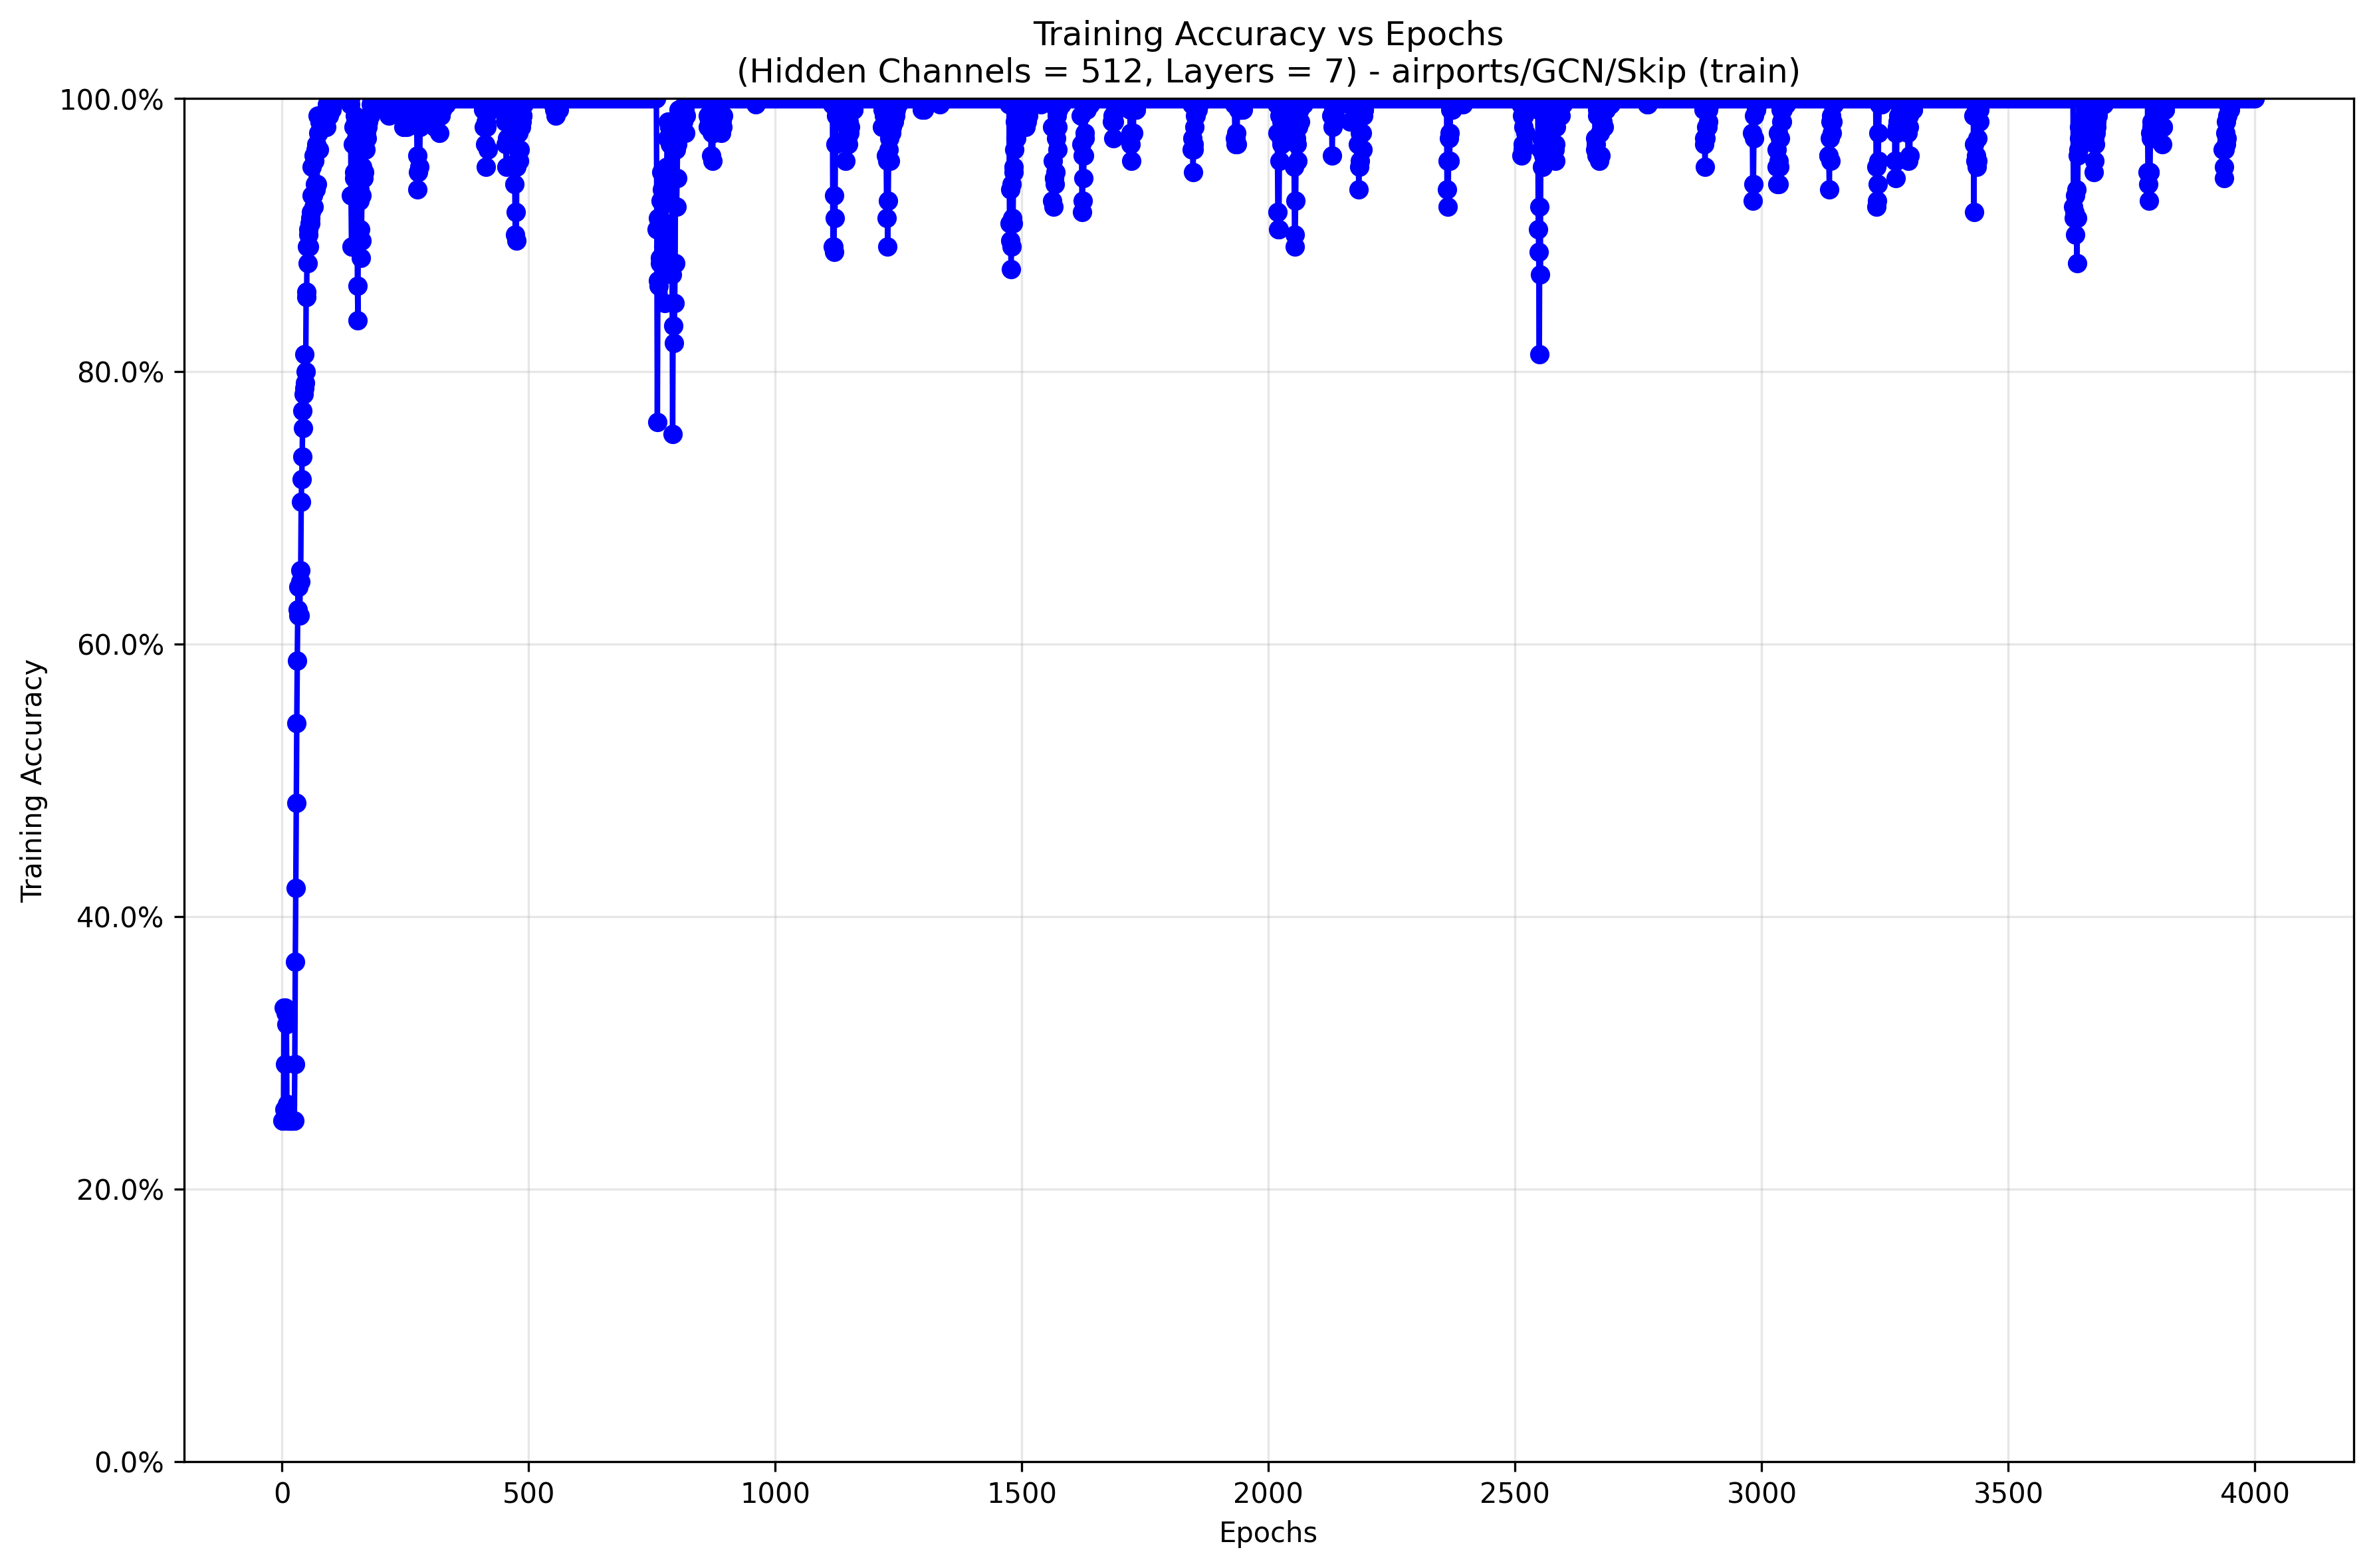 Training Accuracy vs Epochs
(Hidden Channels = 512, Layers = 7) - airports/GCN/Skip (train)
100.0%
80.0%
60.0%
40.0%
20.0%
0.0%
Training Accuracy
0 500 1000 1500 2000 2500 3000 3500 4000
Epochs